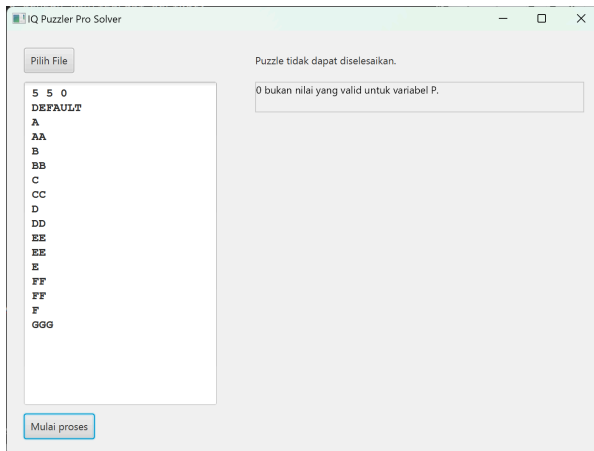 IQ Puzzler Pro Solver
Pilih File
5 5 0
DEFAULT
A
AA
B
BB
C
CC
D
DD
EE
EE
E
FF
FF
F
GGG
Mulai proses
Puzzle tidak dapat diselesaikan.
0 bukan nilai yang valid untuk variabel P.